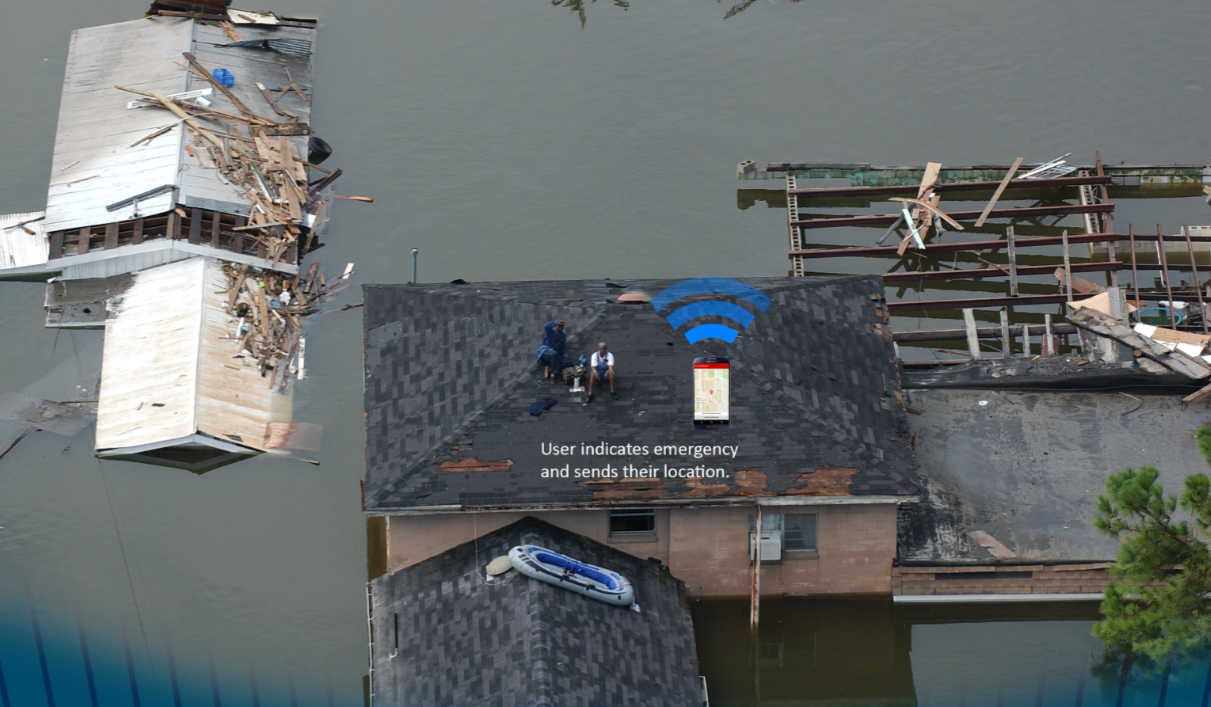 User indicates emergency
and sends their location.